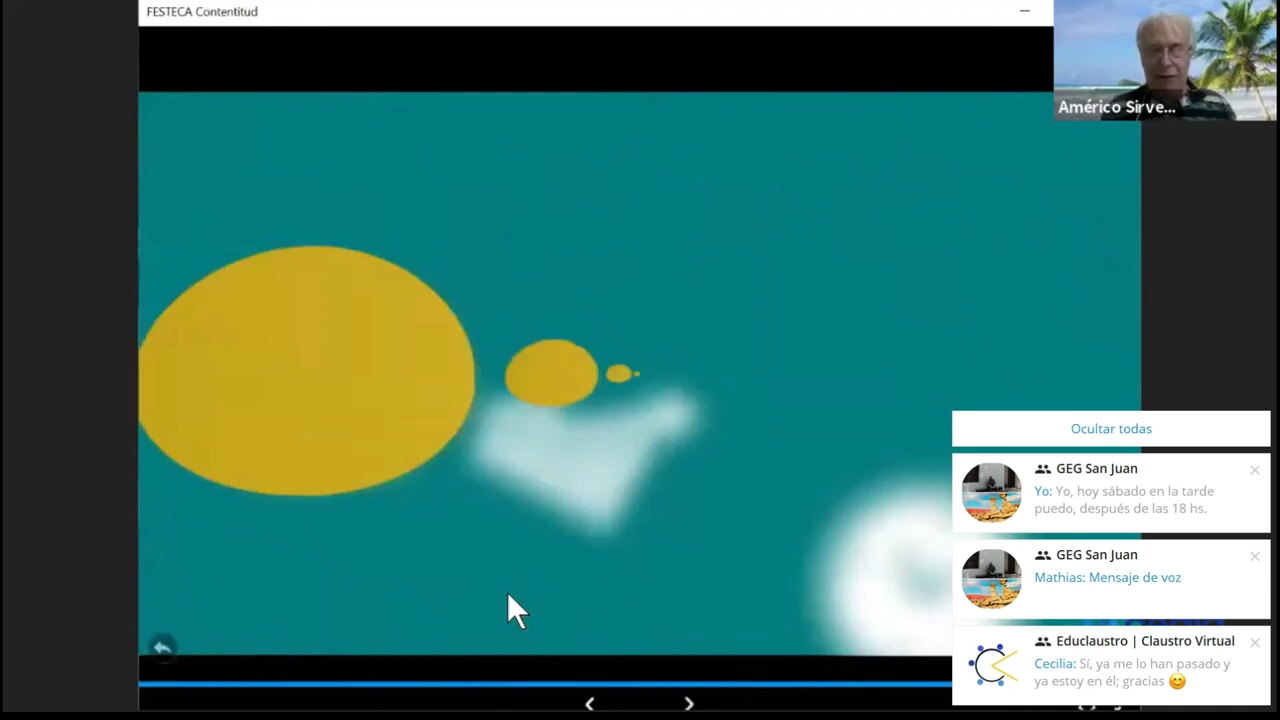 FESTECA Contentitud
Américo Sirve...
Ocultar todas
GEG San Juan
Yo: Yo, hoy sábado en la tarde
puedo, después de las 18 hs.
GEG San Juan
Mathias: Mensaje de voz
Educlaustro | Claustro Virtual
Cecilia: Sí, ya me lo han pasado y
ya estoy en él; gracias 😊